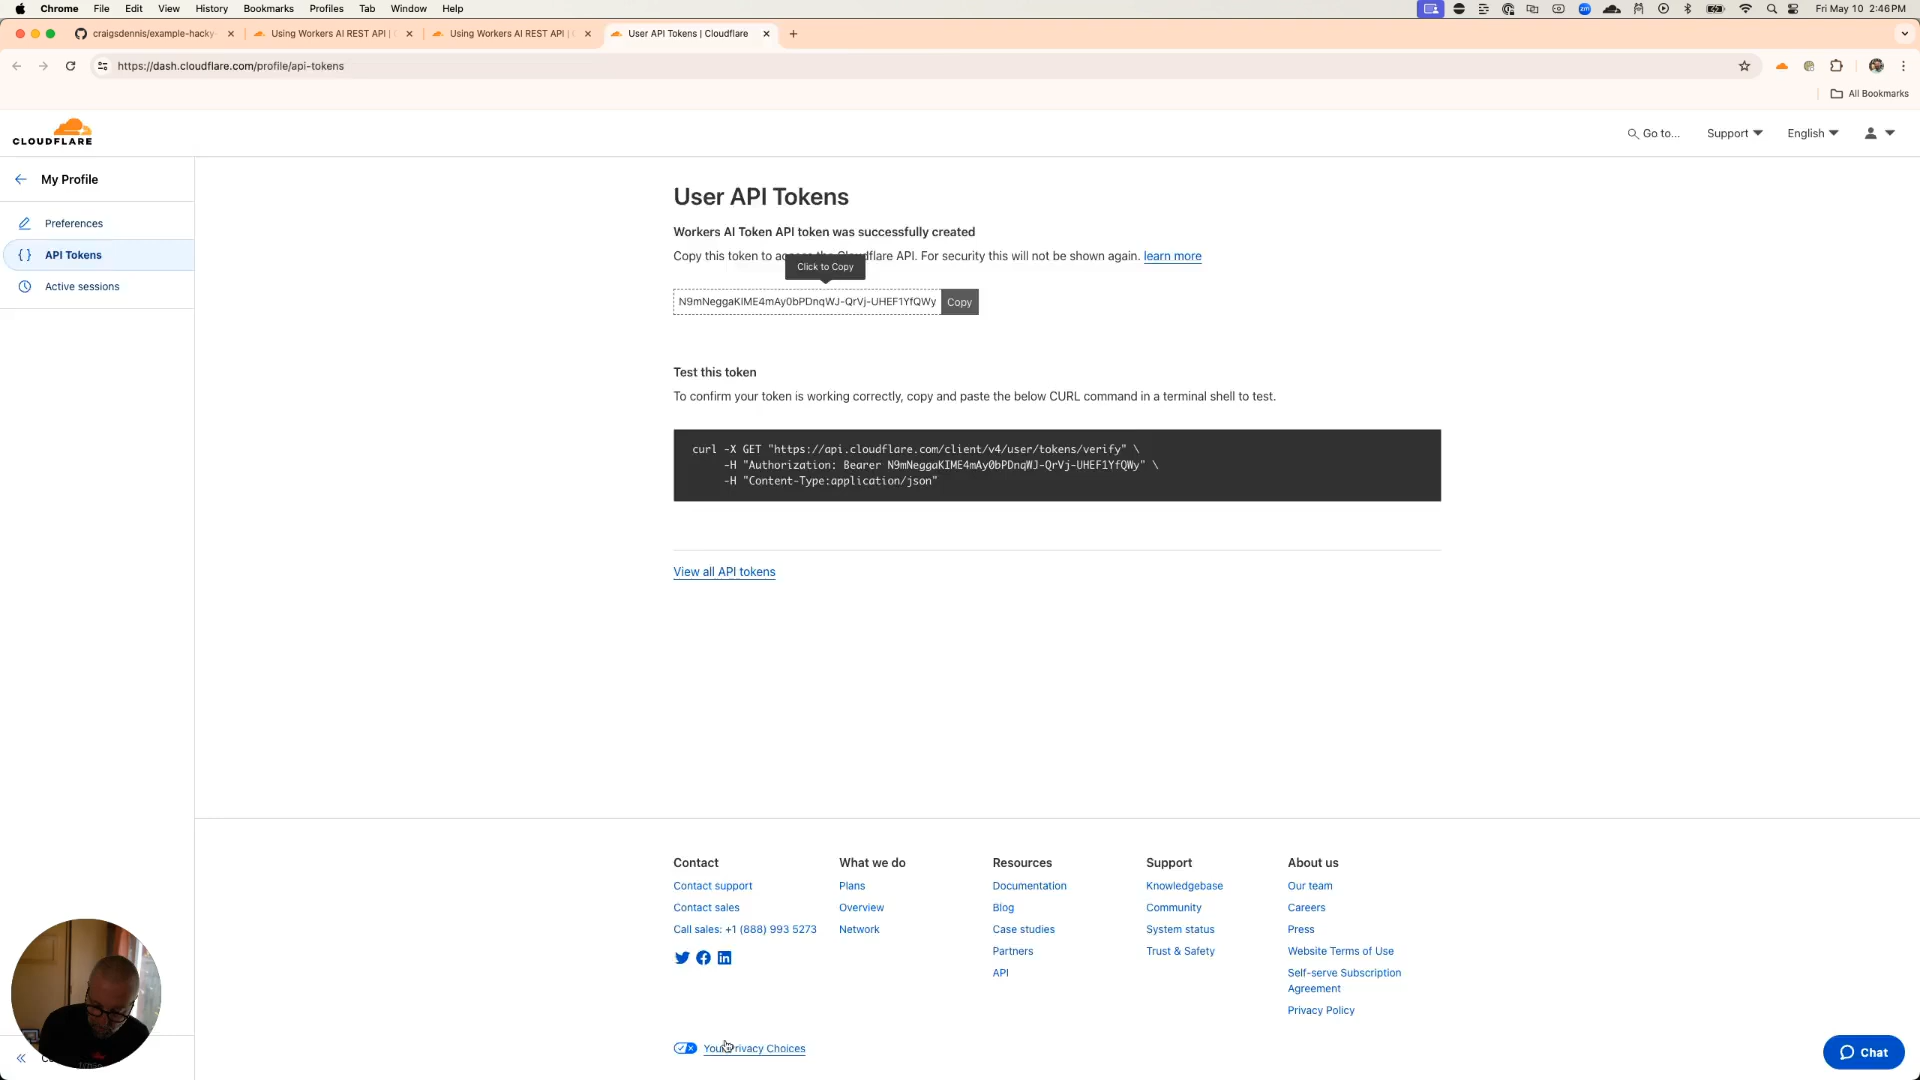 Chrome File Edit View History Bookmarks Profiles Tab Window Help
Fri May 10 2:46 PM
craigsdennis/example-hacky-
Using Workers AI REST API |
Using Workers AI REST API |
User API Tokens | Cloudflare
https://dash.cloudflare.com/profile/api-tokens
All Bookmarks
CLOUDFLARE
Go to...
Support
English
My Profile
Preferences
API Tokens
Active sessions
User API Tokens
Workers AI Token API token was successfully created
Copy this token to access the Cloudflare API. For security this will not be shown again. learn more
Click to Copy
N9mNeggaKIME4mAy0bPDnqWJ-QrVj-UHEF1YfQWy
Copy
Test this token
To confirm your token is working correctly, copy and paste the below CURL command in a terminal shell to test.
curl -X GET "https://api.cloudflare.com/client/v4/user/tokens/verify" \
-H "Authorization: Bearer N9mNeggaKIME4mAy0bPDnqWJ-QrVj-UHEF1YfQWy" \
-H "Content-Type:application/json"
View all API tokens
Contact
Contact support
Contact sales
Call sales: +1 (888) 993 5273
What we do
Plans
Overview
Network
Resources
Documentation
Blog
Case studies
Partners
API
Support
Knowledgebase
Community
System status
Trust & Safety
About us
Our team
Careers
Press
Website Terms of Use
Self-serve Subscription
Agreement
Privacy Policy
Your Privacy Choices
Chat